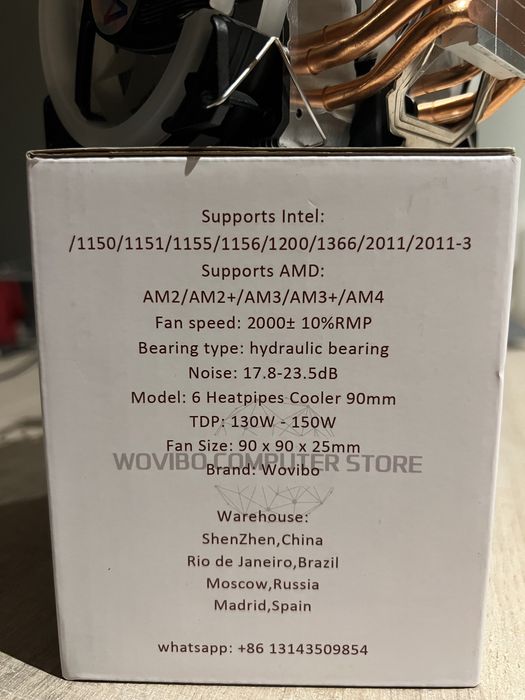 Supports Intel:
/1150/1151/1155/1156/1200/1366/2011/2011-3
Supports AMD:
AM2/AM2+/AM3/AM3+/AM4
Fan speed: 2000± 10%RMP
Bearing type: hydraulic bearing
Noise: 17.8-23.5dB
Model: 6 Heatpipes Cooler 90mm
TDP: 130W - 150W
Fan Size: 90 x 90 x 25mm
WOVIBO COMPUTER STORE
Brand: Wovibo
Warehouse:
ShenZhen,China
Rio de Janeiro,Brazil
Moscow,Russia
Madrid,Spain
whatsapp: +86 13143509854